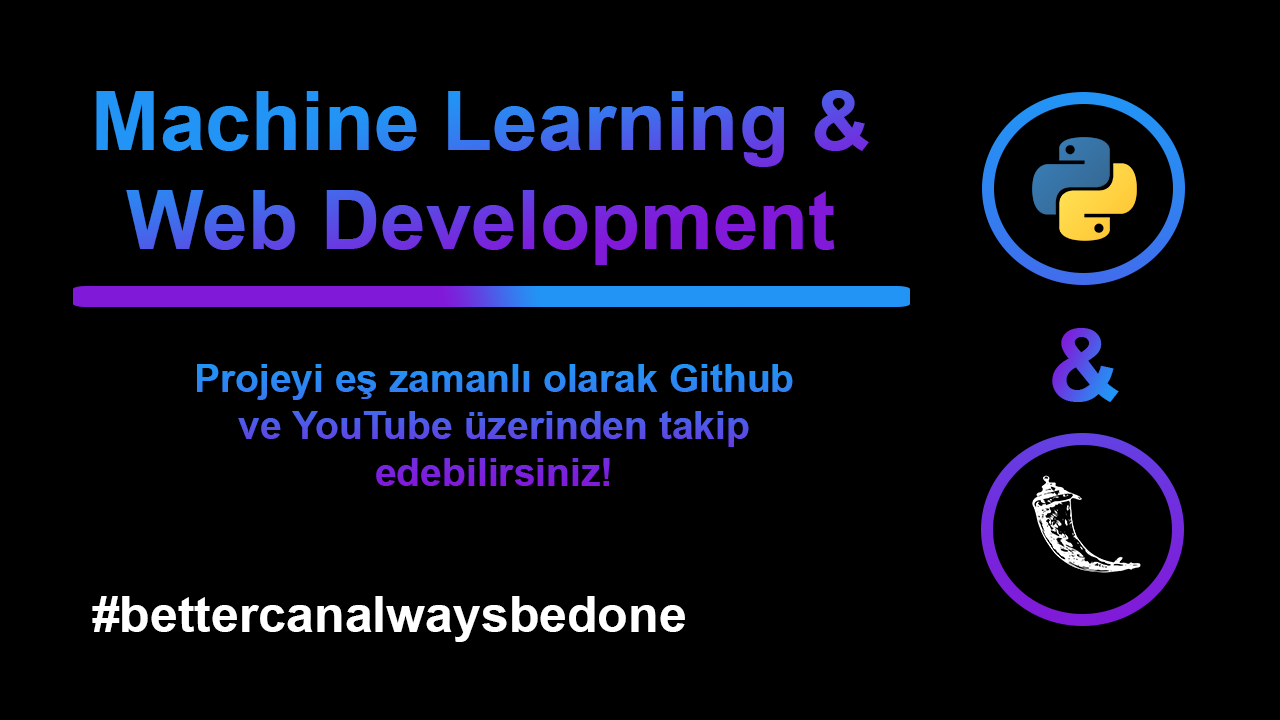 Machine Learning &
Web Development
Projeyi eş zamanlı olarak Github
ve YouTube üzerinden takip
edebilirsiniz!
&
#bettercanalwaysbedone